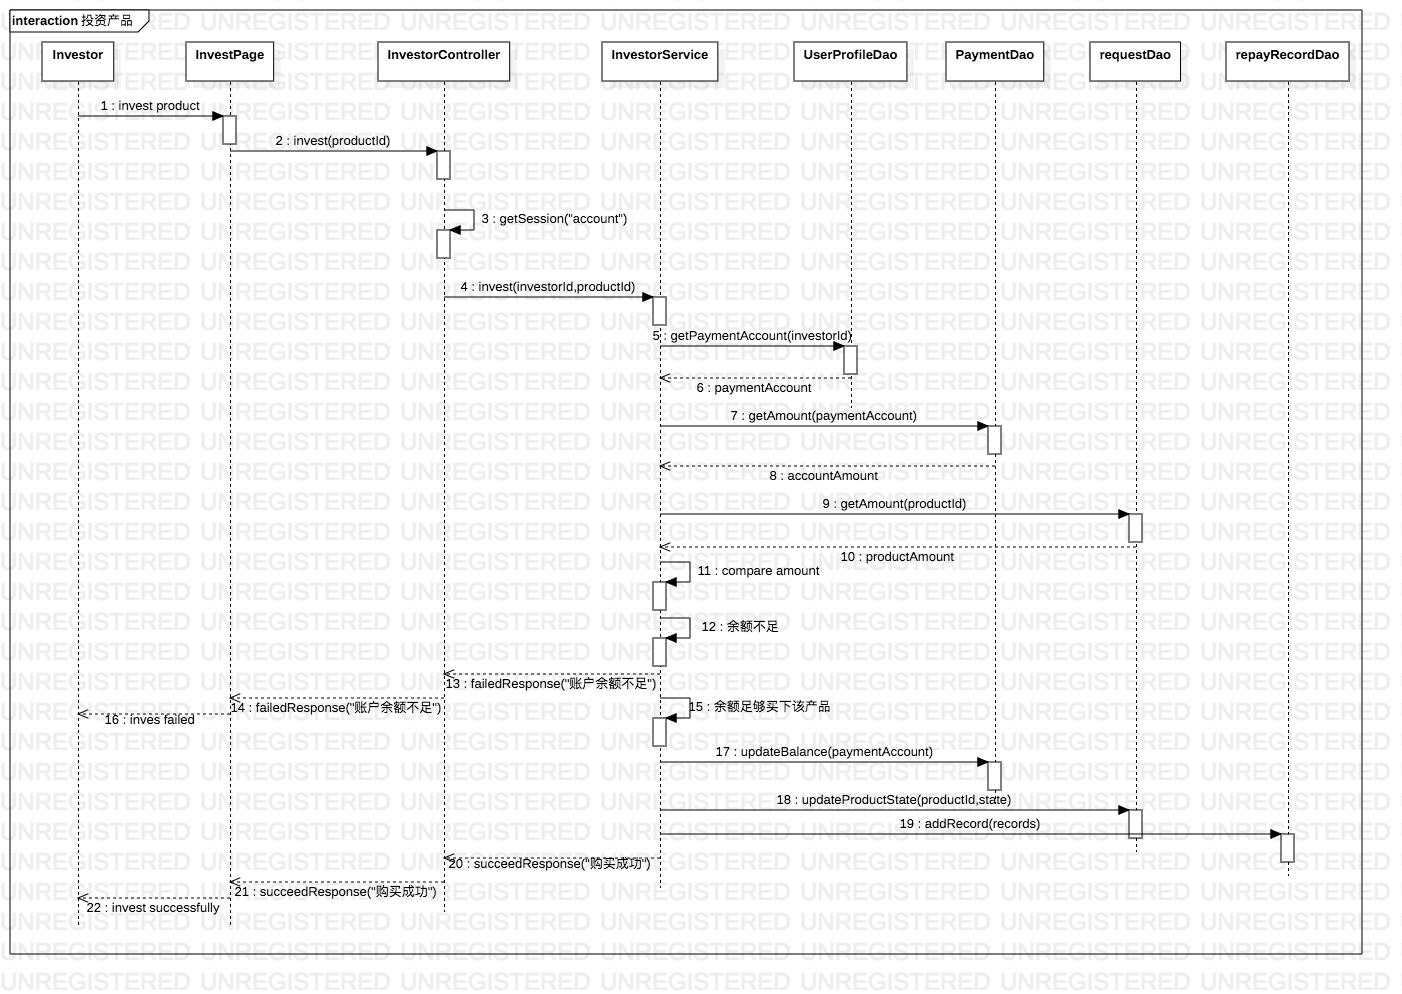 interaction 投资产品
Investor
InvestPage
InvestorController
InvestorService
UserProfileDao
PaymentDao
requestDao
repayRecordDao
1 : invest product
2 : invest(productId)
3 : getSession("account")
4 : invest(investorId,productId)
5 : getPaymentAccount(investorId)
6 : paymentAccount
7 : getAmount(paymentAccount)
8 : accountAmount
9 : getAmount(productId)
10 : productAmount
11 : compare amount
12 : 余额不足
13 : failedResponse("账户余额不足")
14 : failedResponse("账户余额不足")
15 : 余额足够买下该产品
16 : inves failed
17 : updateBalance(paymentAccount)
18 : updateProductState(productId,state)
19 : addRecord(records)
20 : succeedResponse("购买成功")
21 : succeedResponse("购买成功")
22 : invest successfully
UNREGISTERED